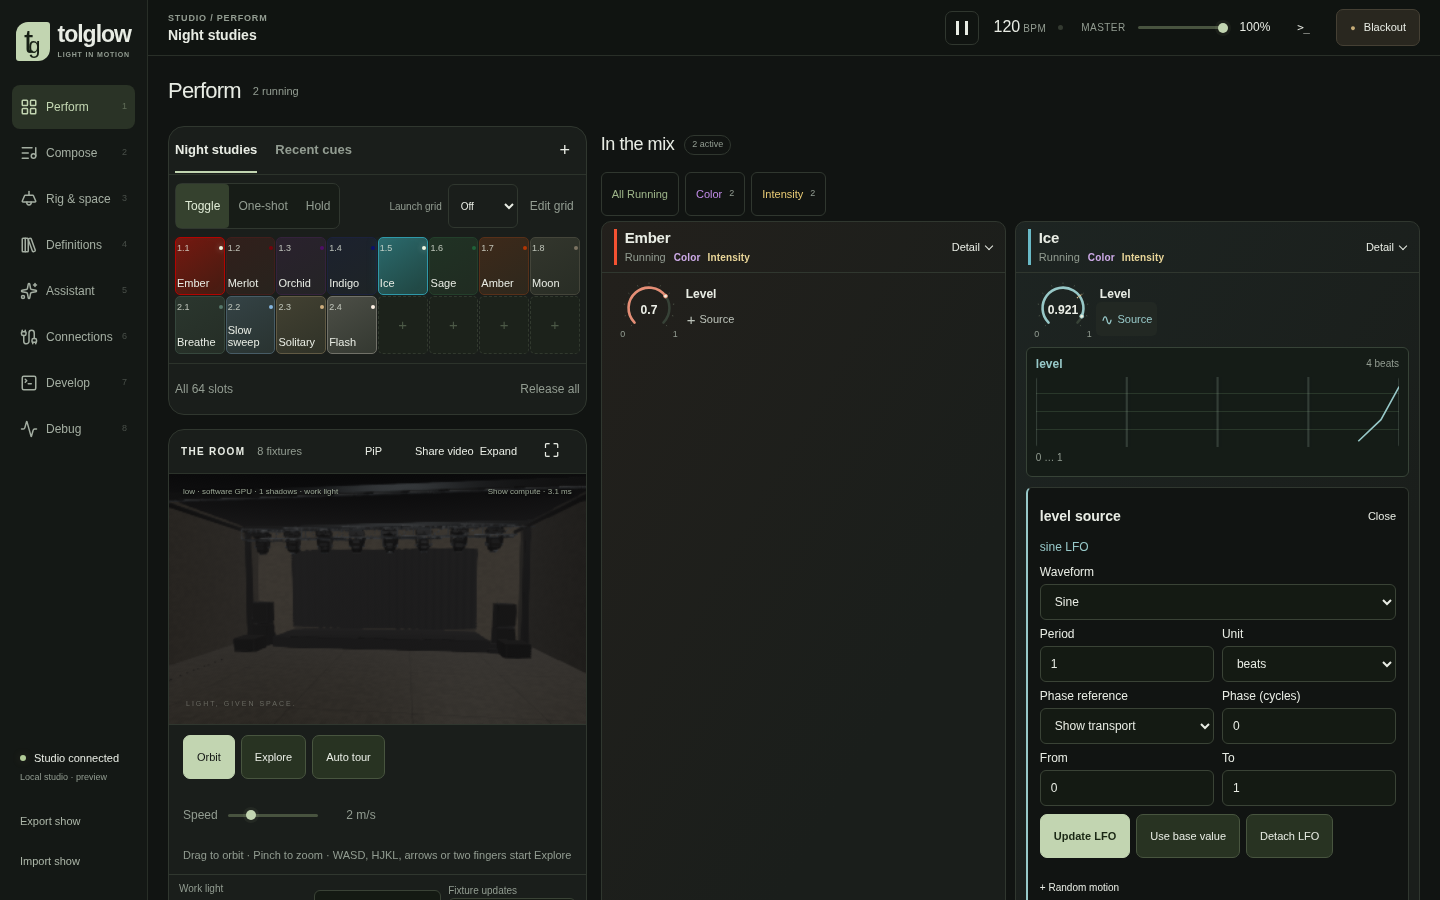 tg tolglow
LIGHT IN MOTION
STUDIO / PERFORM
Night studies
120 BPM
MASTER
100%
>_
Blackout
Perform 1
Compose 2
Rig & space 3
Definitions 4
Assistant 5
Connections 6
Develop 7
Debug 8
Studio connected
Local studio · preview
Export show
Import show
Perform
2 running
Night studies
Recent cues
+
Toggle
One-shot
Hold
Launch grid
Off
Edit grid
1.1 Ember
1.2 Merlot
1.3 Orchid
1.4 Indigo
1.5 Ice
1.6 Sage
1.7 Amber
1.8 Moon
2.1 Breathe
2.2 Slow
sweep
2.3 Solitary
2.4 Flash
+ + + +
All 64 slots
Release all
THE ROOM
8 fixtures
PiP
Share video
Expand
low · software GPU · 1 shadows · work light
Show compute · 3.1 ms
LIGHT, GIVEN SPACE.
Orbit
Explore
Auto tour
Speed
2 m/s
Drag to orbit · Pinch to zoom · WASD, HJKL, arrows or two fingers start Explore
Work light
Fixture updates
In the mix
2 active
All Running
Color 2
Intensity 2
Ember
Running Color Intensity
Detail
0.7
0 1
Level
+ Source
Ice
Running Color Intensity
Detail
0.921
0 1
Level
∿ Source
level
4 beats
0 … 1
level source
Close
sine LFO
Waveform
Sine
Period
Unit
1
beats
Phase reference
Phase (cycles)
Show transport
0
From
To
0
1
Update LFO
Use base value
Detach LFO
+ Random motion